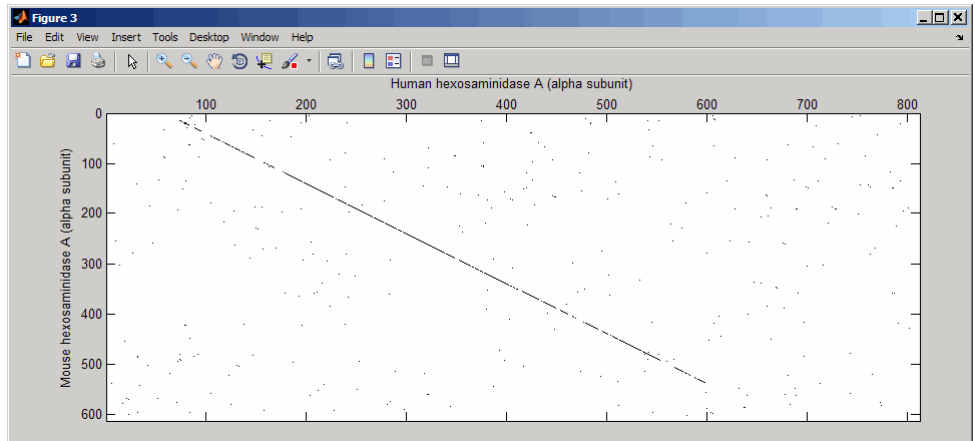 Figure 3
File Edit View Insert Tools Desktop Window Help
Human hexosaminidase A (alpha subunit)
100 200 300 400 500 600 700 800
0
100
200
300
400
500
600
Mouse hexosaminidase A (alpha subunit)